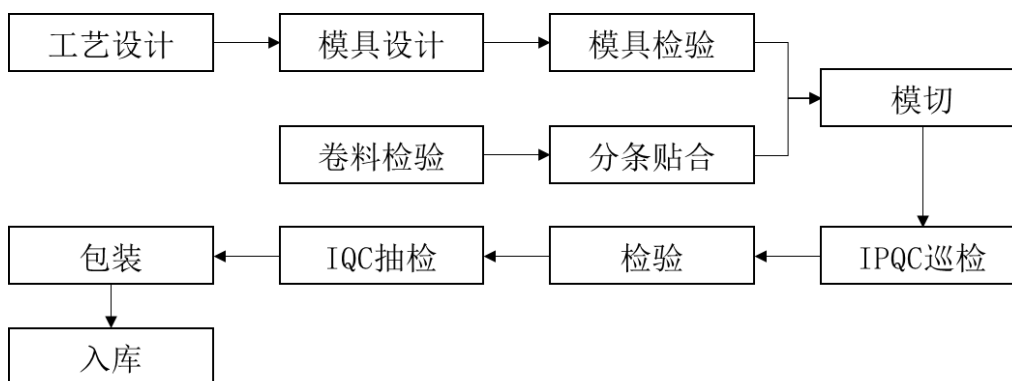 工艺设计
模具设计
模具检验
模切
卷料检验
分条贴合
包装
IQC抽检
检验
IPQC巡检
入库